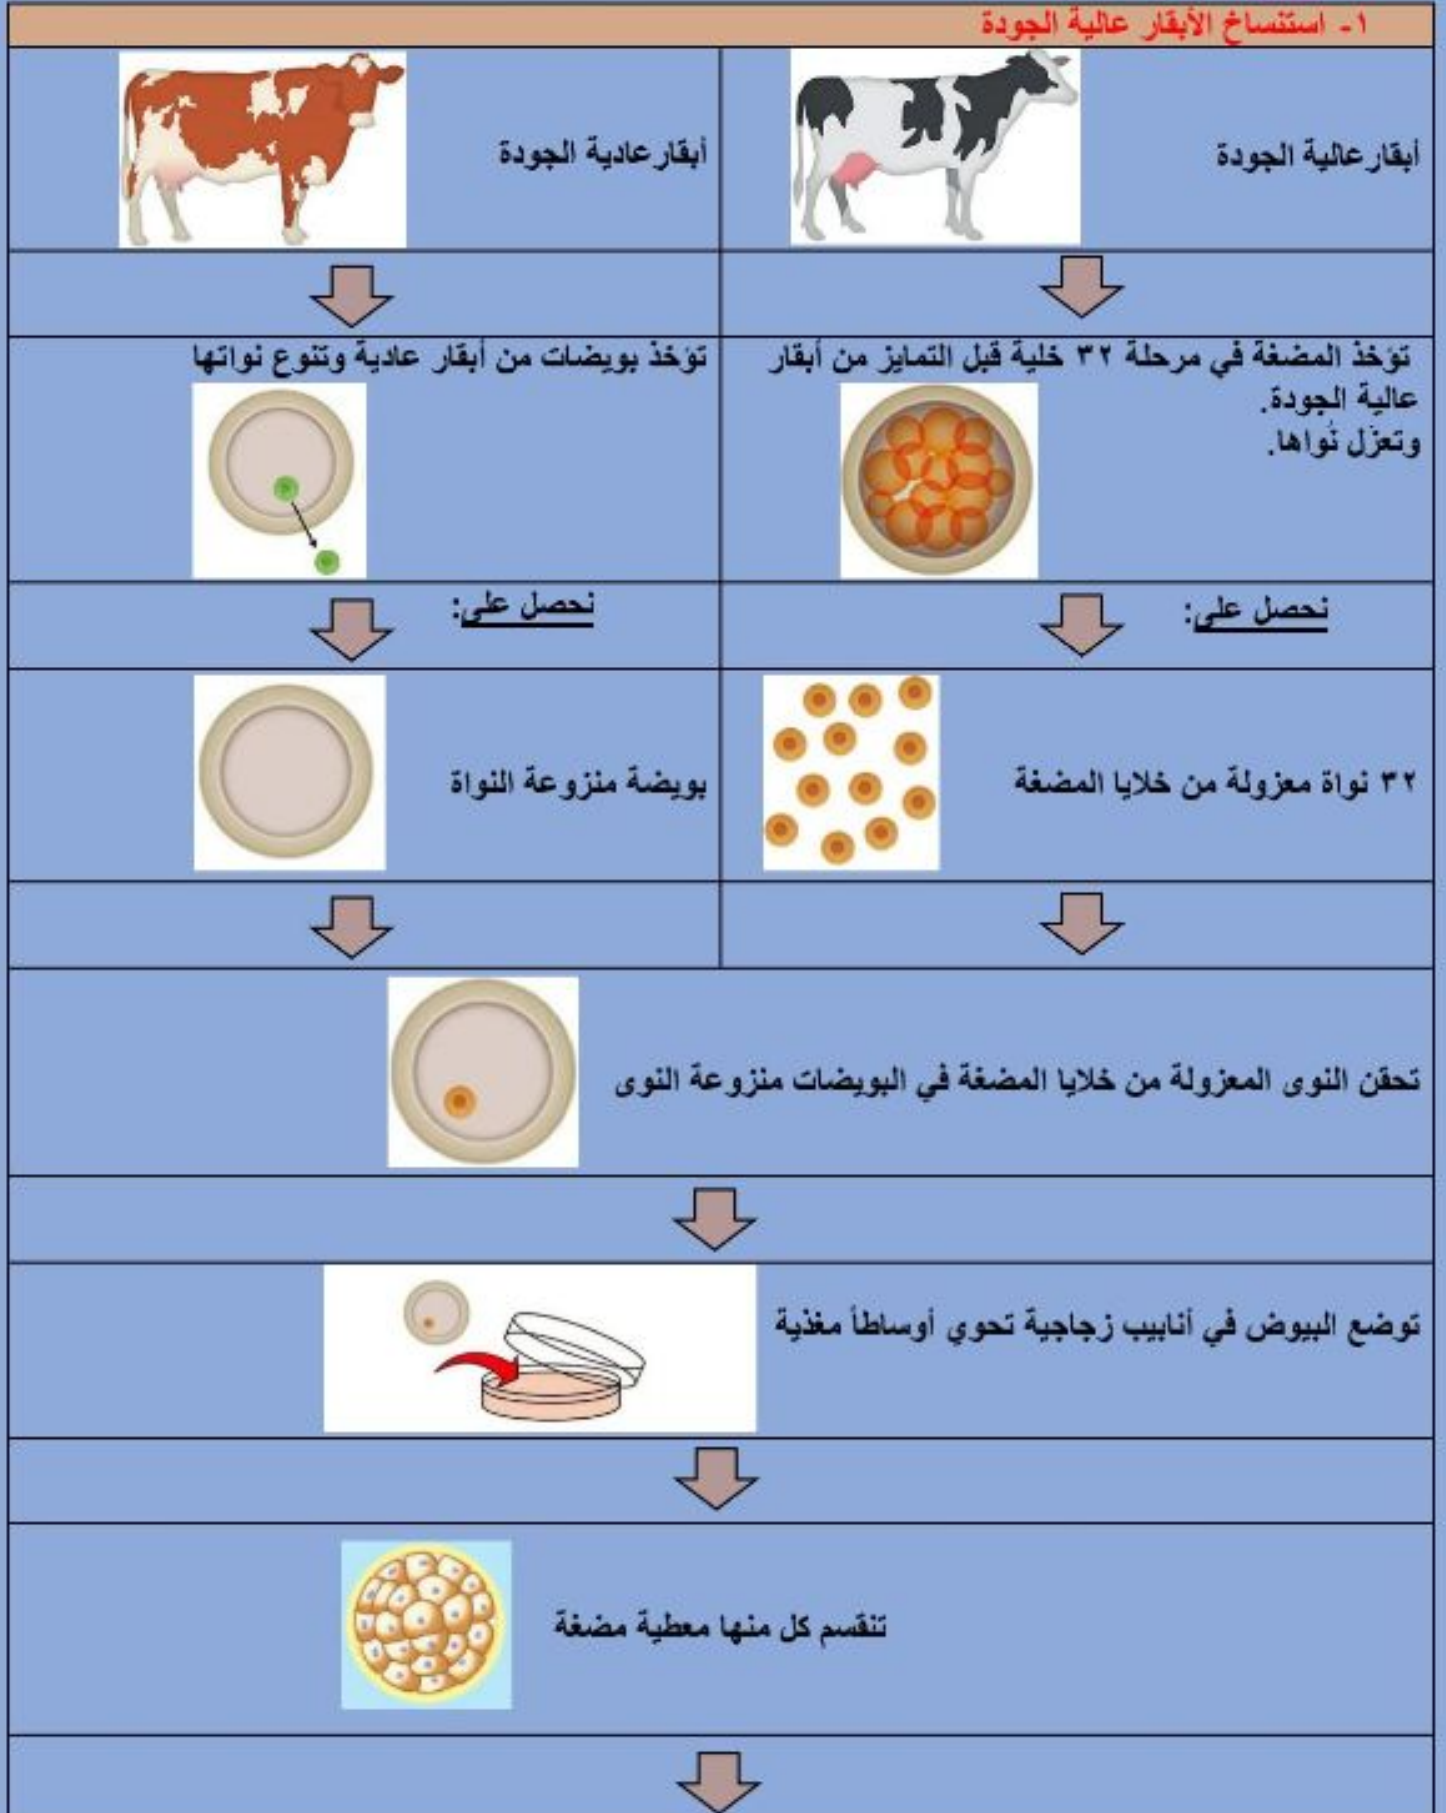 ١- استنساخ الأبقار عالية الجودة
أبقار عالية الجودة
أبقار عادية الجودة
تؤخذ المضغة في مرحلة ٣٢ خلية قبل التمايز من أبقار
عالية الجودة.
وتعزل نُواها.
تؤخذ بويضات من أبقار عادية وتنوع نواتها
نحصل على:
نحصل على:
٣٢ نواة معزولة من خلايا المضغة
بويضة منزوعة النواة
تحقن النوى المعزولة من خلايا المضغة في البويضات منزوعة النوى
توضع البيوض في أنابيب زجاجية تحوي أوساطاً مغذية
تنقسم كل منها معطية مضغة